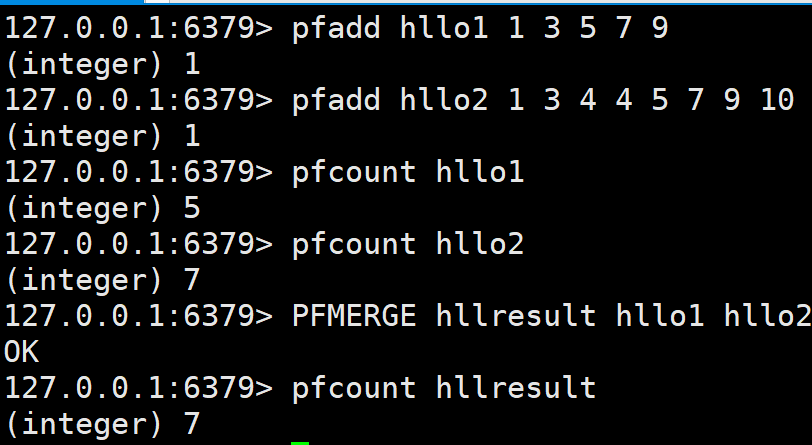 127.0.0.1:6379> pfadd hllo1 1 3 5 7 9
(integer) 1
127.0.0.1:6379> pfadd hllo2 1 3 4 4 5 7 9 10
(integer) 1
127.0.0.1:6379> pfcount hllo1
(integer) 5
127.0.0.1:6379> pfcount hllo2
(integer) 7
127.0.0.1:6379> PFMERGE hllresult hllo1 hllo2
OK
127.0.0.1:6379> pfcount hllresult
(integer) 7